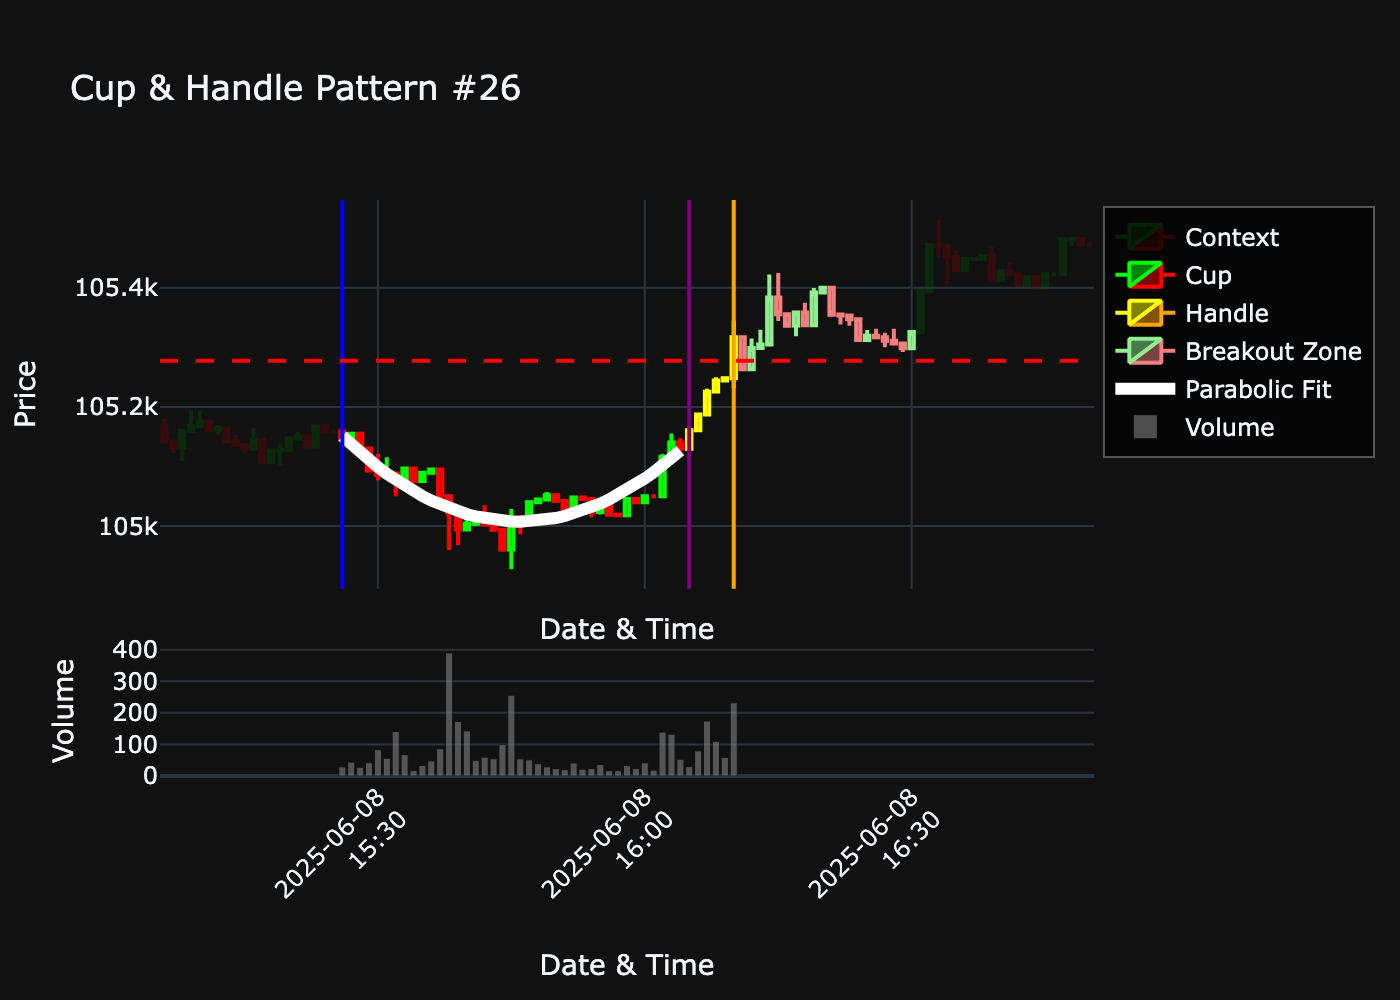 Cup & Handle Pattern #26
Context
Cup
Handle
Breakout Zone
Parabolic Fit
Volume
Price
105.4k
105.2k
105k
Date & Time
Volume
400
300
200
100
0
2025-06-08
15:30
2025-06-08
16:00
2025-06-08
16:30
Date & Time